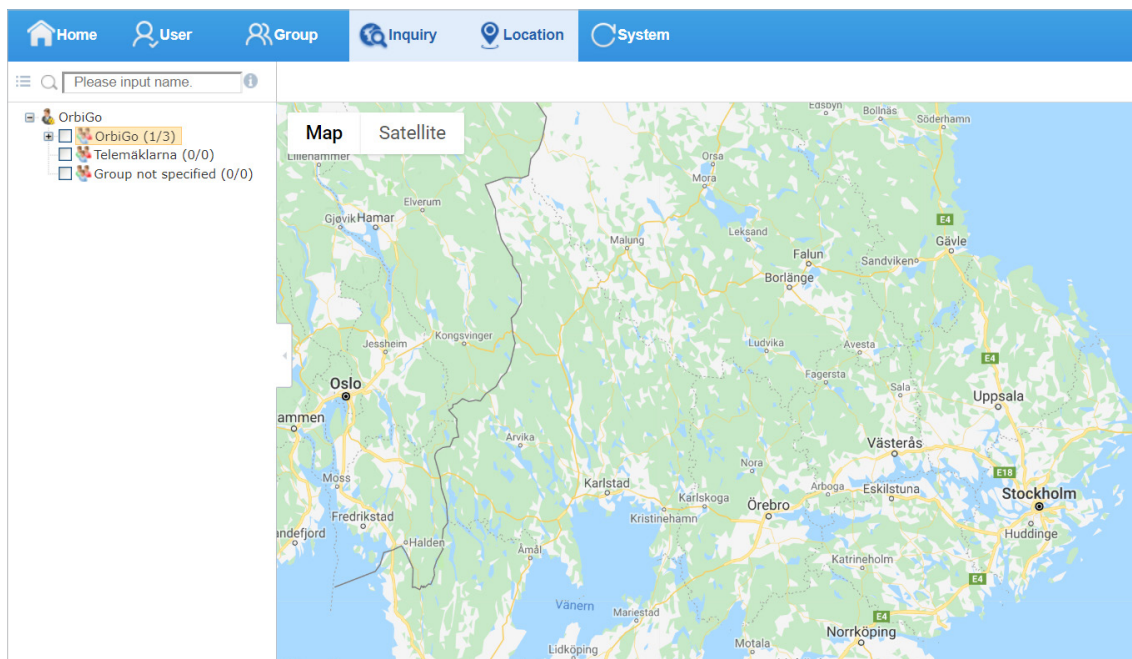 Home User Group Inquiry Location System
Please input name.
OrbiGo
OrbiGo (1/3)
Telemäklarna (0/0)
Group not specified (0/0)
Map Satellite
Edsbyn
Bollnäs
Söderhamn
Lillehammer
Orsa
Mora
Elverum
Gjøvik
Hamar
E4
Leksand
Malung
Gävle
Falun
Sandviken
Borlänge
Kongsvinger
Jessheim
Ludvika
Avesta
E4
Oslo
Fagersta
Sala
Uppsala
ammen
Arvika
Västerås
Nora
E18
Moss
Karlstad
Karlskoga
Arboga
Eskilstuna
Stockholm
Örebro
Fredrikstad
Kristinehamn
andefjord
Halden
Huddinge
Åmål
Katrineholm
E4
Vänern
Mariestad
E4
Norrköping
Motala
Lidköping